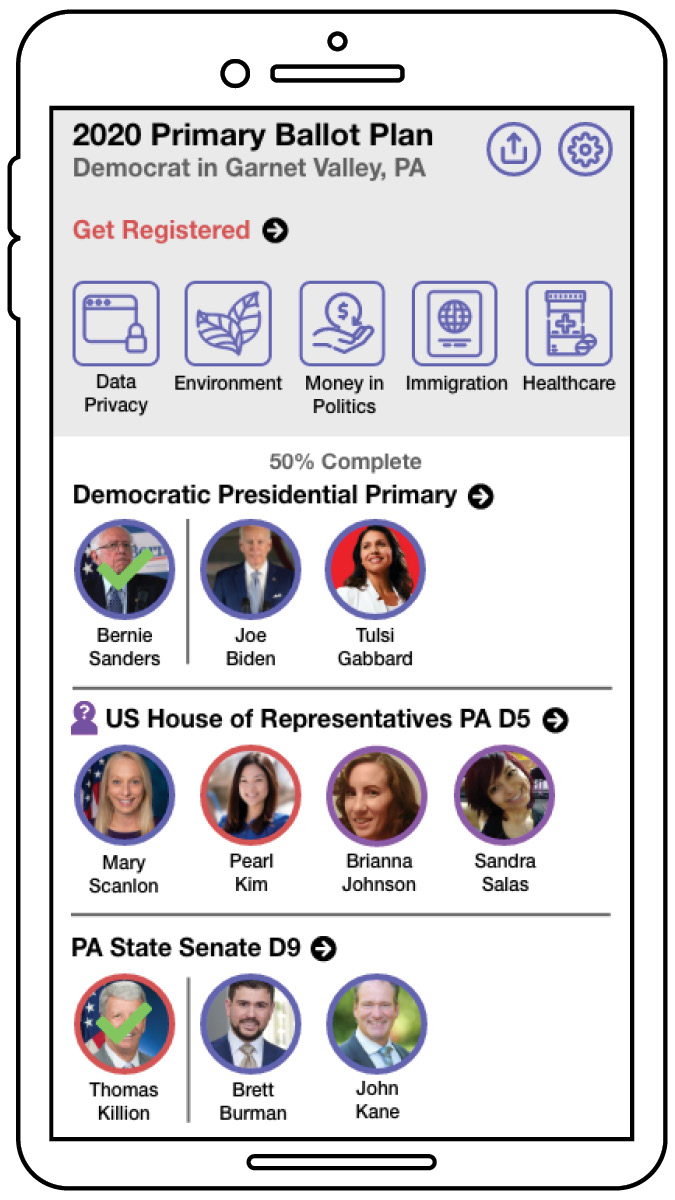 2020 Primary Ballot Plan
Democrat in Garnet Valley, PA
Get Registered
$
Data
Privacy
Environment
Money in
Politics
Immigration
Healthcare
50% Complete
Democratic Presidential Primary
Bernie
Sanders
Joe
Biden
Tulsi
Gabbard
?
US House of Representatives PA D5
Mary
Scanlon
Pearl
Kim
Brianna
Johnson
Sandra
Salas
PA State Senate D9
Thomas
Killion
Brett
Burman
John
Kane